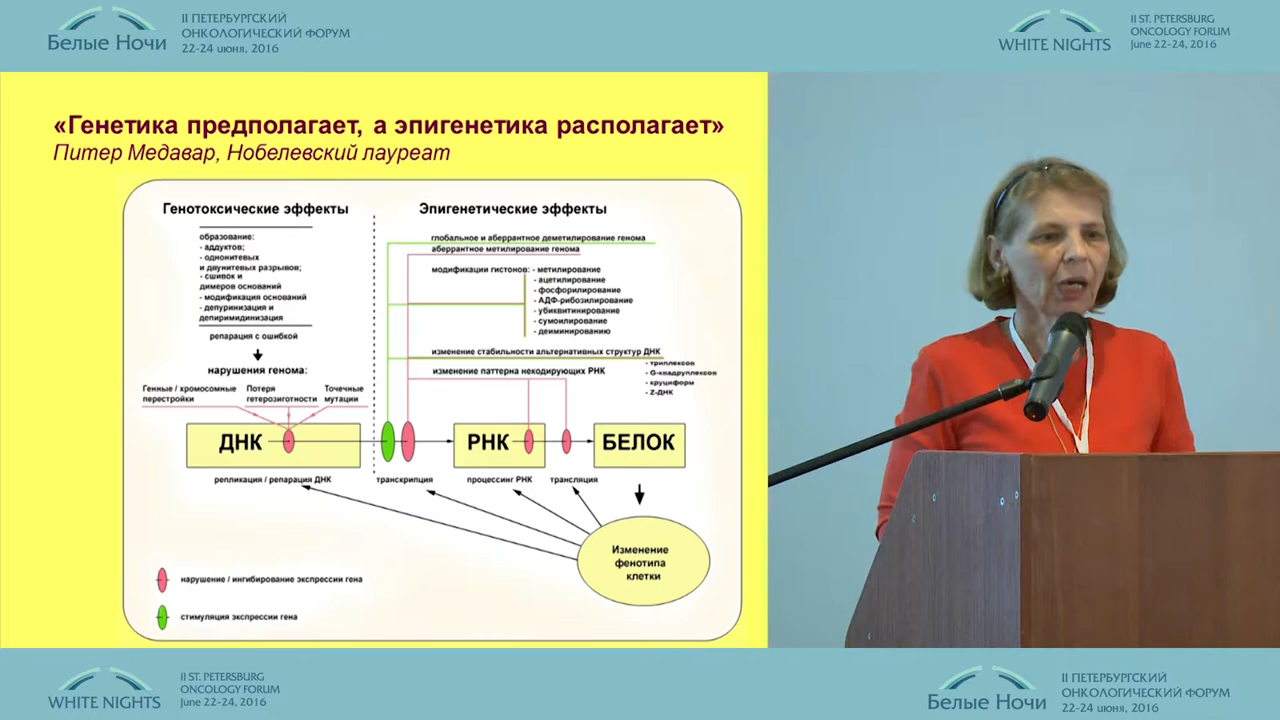 II ПЕТЕРБУРГСКИЙ
ОНКОЛОГИЧЕСКИЙ ФОРУМ
22-24 июня, 2016
Белые Ночи
WHITE NIGHTS
II ST. PETERSBURG
ONCOLOGY FORUM
June 22-24, 2016
«Генетика предполагает, а эпигенетика располагает»
Питер Медавар, Нобелевский лауреат
Генотоксические эффекты
образование:
- аддуктов;
- однонитевых
и двунитевых разрывов;
- сшивок и
димеров оснований
- модификация оснований
- депуринизация и
депиримидинизация
репарация с ошибкой
нарушения генома:
Генные / хромосомные
перестройки
Потеря
гетерозиготности
Точечные
мутации
Эпигенетические эффекты
глобальное и аберрантное деметилирование генома
аберрантное метилирование генома
модификации гистонов: - метилирование
- ацетилирование
- фосфорилирование
- АДФ-рибозилирование
- убиквитинирование
- сумоилирование
- деиминированию
изменение стабильности альтернативных структур ДНК
- триплексов
- G-квадруплексов
- круциформ
- Z-ДНК
изменение паттерна некодирующих РНК
ДНК
РНК
БЕЛОК
репликация / репарация ДНК
транскрипция
процессинг РНК
трансляция
Изменение
фенотипа
клетки
нарушение / ингибирование экспрессии гена
стимуляция экспрессии гена
WHITE NIGHTS
II ST. PETERSBURG
ONCOLOGY FORUM
June 22-24, 2016
Белые Ночи
II ПЕТЕРБУРГСКИЙ
ОНКОЛОГИЧЕСКИЙ ФОРУМ
22-24 июня, 2016